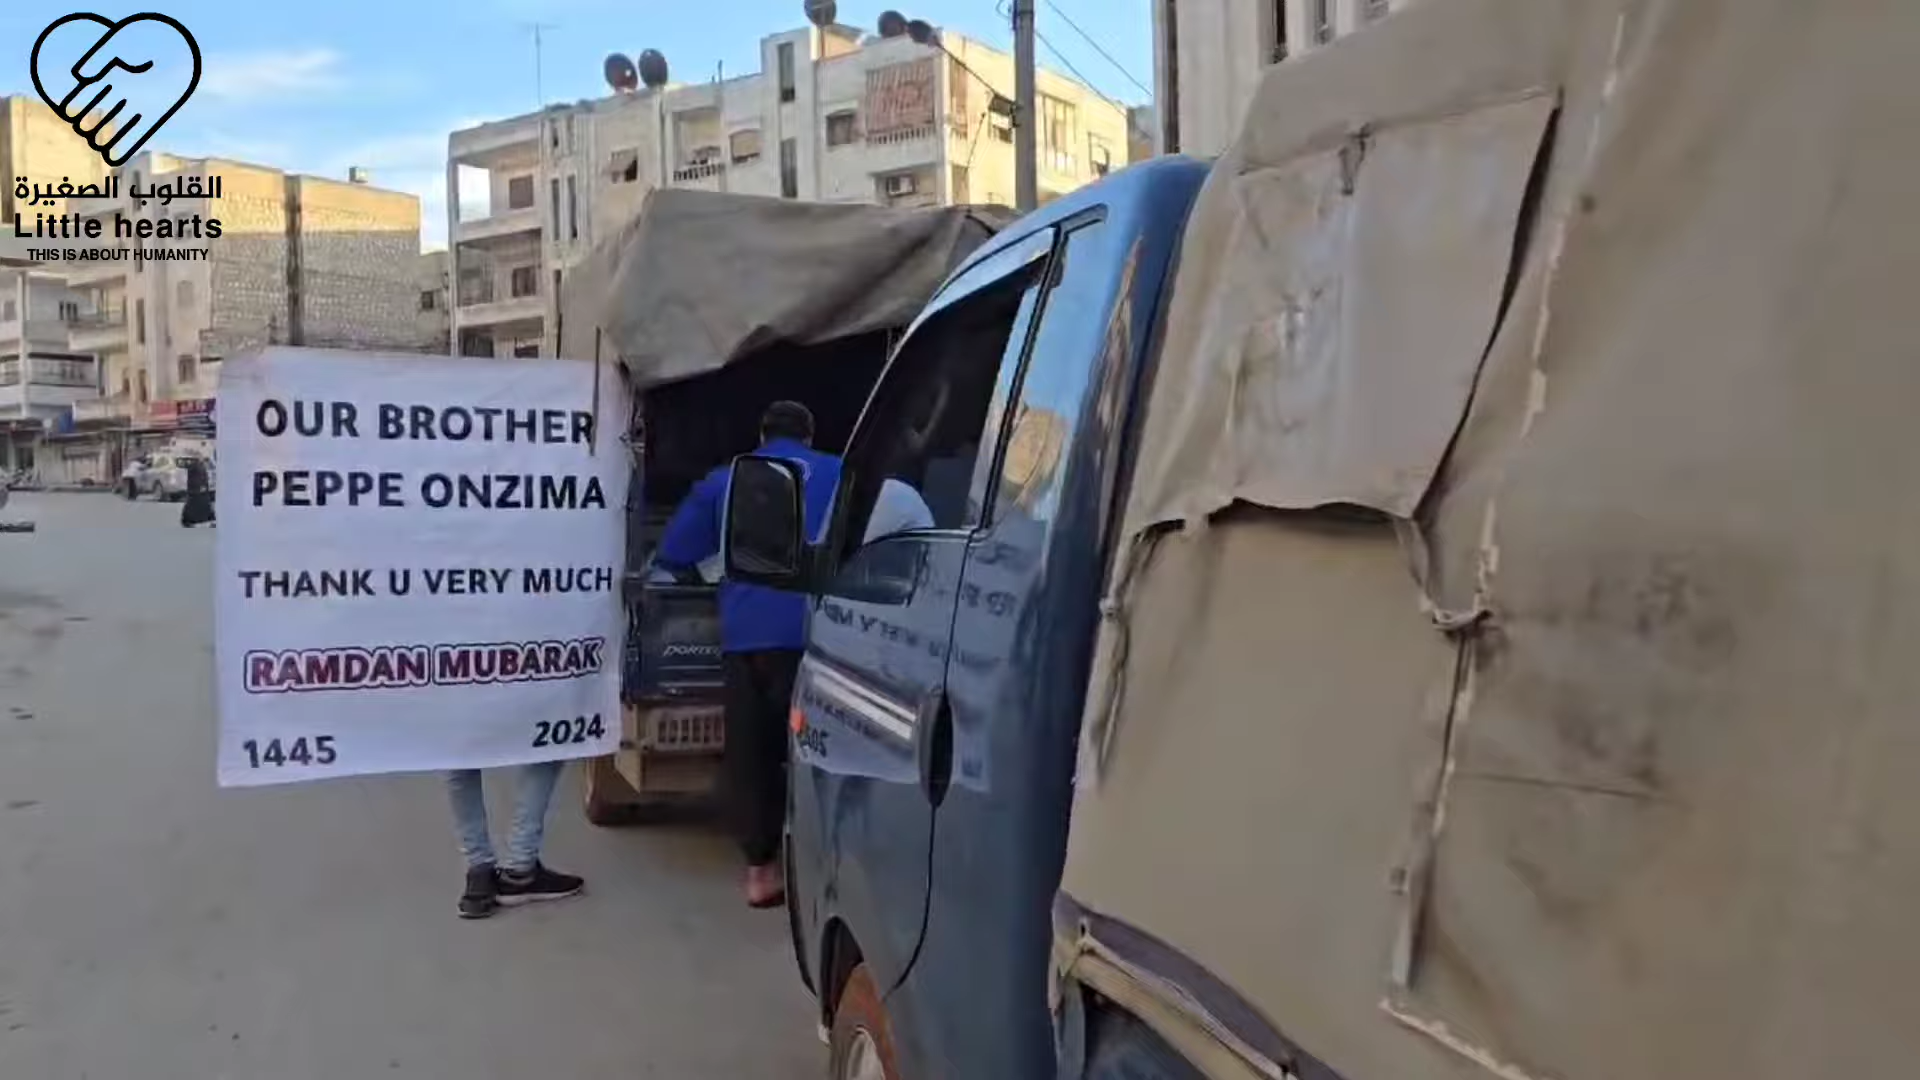 القلوب الصغيرة
Little hearts
THIS IS ABOUT HUMANITY
OUR BROTHER
PEPPE ONZIMA
THANK U VERY MUCH
RAMDAN MUBARAK
1445 2024
PORTER